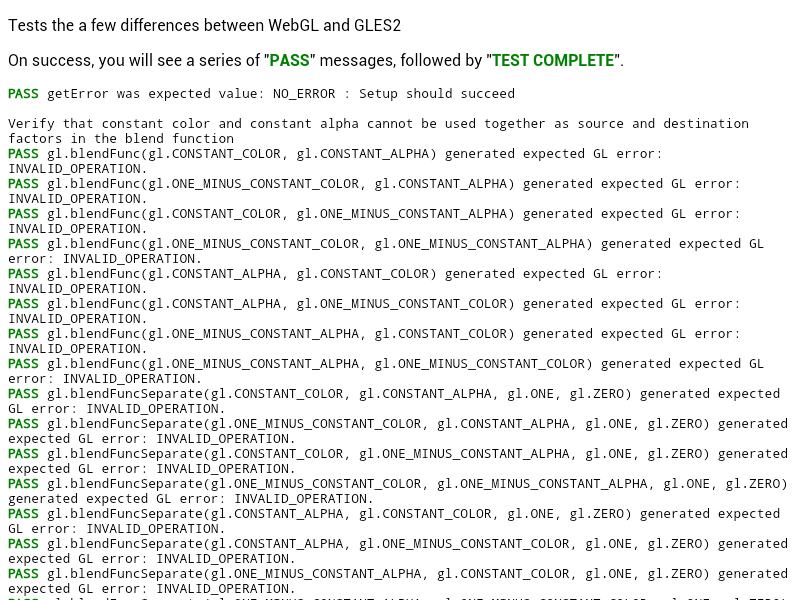 Tests the a few differences between WebGL and GLES2
On success, you will see a series of "PASS" messages, followed by "TEST COMPLETE".
PASS getError was expected value: NO_ERROR : Setup should succeed
Verify that constant color and constant alpha cannot be used together as source and destination
factors in the blend function
PASS gl.blendFunc(gl.CONSTANT_COLOR, gl.CONSTANT_ALPHA) generated expected GL error:
INVALID_OPERATION.
PASS gl.blendFunc(gl.ONE_MINUS_CONSTANT_COLOR, gl.CONSTANT_ALPHA) generated expected GL error:
INVALID_OPERATION.
PASS gl.blendFunc(gl.CONSTANT_COLOR, gl.ONE_MINUS_CONSTANT_ALPHA) generated expected GL error:
INVALID_OPERATION.
PASS gl.blendFunc(gl.ONE_MINUS_CONSTANT_COLOR, gl.ONE_MINUS_CONSTANT_ALPHA) generated expected GL
error: INVALID_OPERATION.
PASS gl.blendFunc(gl.CONSTANT_ALPHA, gl.CONSTANT_COLOR) generated expected GL error:
INVALID_OPERATION.
PASS gl.blendFunc(gl.CONSTANT_ALPHA, gl.ONE_MINUS_CONSTANT_COLOR) generated expected GL error:
INVALID_OPERATION.
PASS gl.blendFunc(gl.ONE_MINUS_CONSTANT_ALPHA, gl.CONSTANT_COLOR) generated expected GL error:
INVALID_OPERATION.
PASS gl.blendFunc(gl.ONE_MINUS_CONSTANT_ALPHA, gl.ONE_MINUS_CONSTANT_COLOR) generated expected GL
error: INVALID_OPERATION.
PASS gl.blendFuncSeparate(gl.CONSTANT_COLOR, gl.CONSTANT_ALPHA, gl.ONE, gl.ZERO) generated expected
GL error: INVALID_OPERATION.
PASS gl.blendFuncSeparate(gl.ONE_MINUS_CONSTANT_COLOR, gl.CONSTANT_ALPHA, gl.ONE, gl.ZERO) generated
expected GL error: INVALID_OPERATION.
PASS gl.blendFuncSeparate(gl.CONSTANT_COLOR, gl.ONE_MINUS_CONSTANT_ALPHA, gl.ONE, gl.ZERO) generated
expected GL error: INVALID_OPERATION.
PASS gl.blendFuncSeparate(gl.ONE_MINUS_CONSTANT_COLOR, gl.ONE_MINUS_CONSTANT_ALPHA, gl.ONE, gl.ZERO)
generated expected GL error: INVALID_OPERATION.
PASS gl.blendFuncSeparate(gl.CONSTANT_ALPHA, gl.CONSTANT_COLOR, gl.ONE, gl.ZERO) generated expected
GL error: INVALID_OPERATION.
PASS gl.blendFuncSeparate(gl.CONSTANT_ALPHA, gl.ONE_MINUS_CONSTANT_COLOR, gl.ONE, gl.ZERO) generated
expected GL error: INVALID_OPERATION.
PASS gl.blendFuncSeparate(gl.ONE_MINUS_CONSTANT_ALPHA, gl.CONSTANT_COLOR, gl.ONE, gl.ZERO) generated
expected GL error: INVALID_OPERATION.